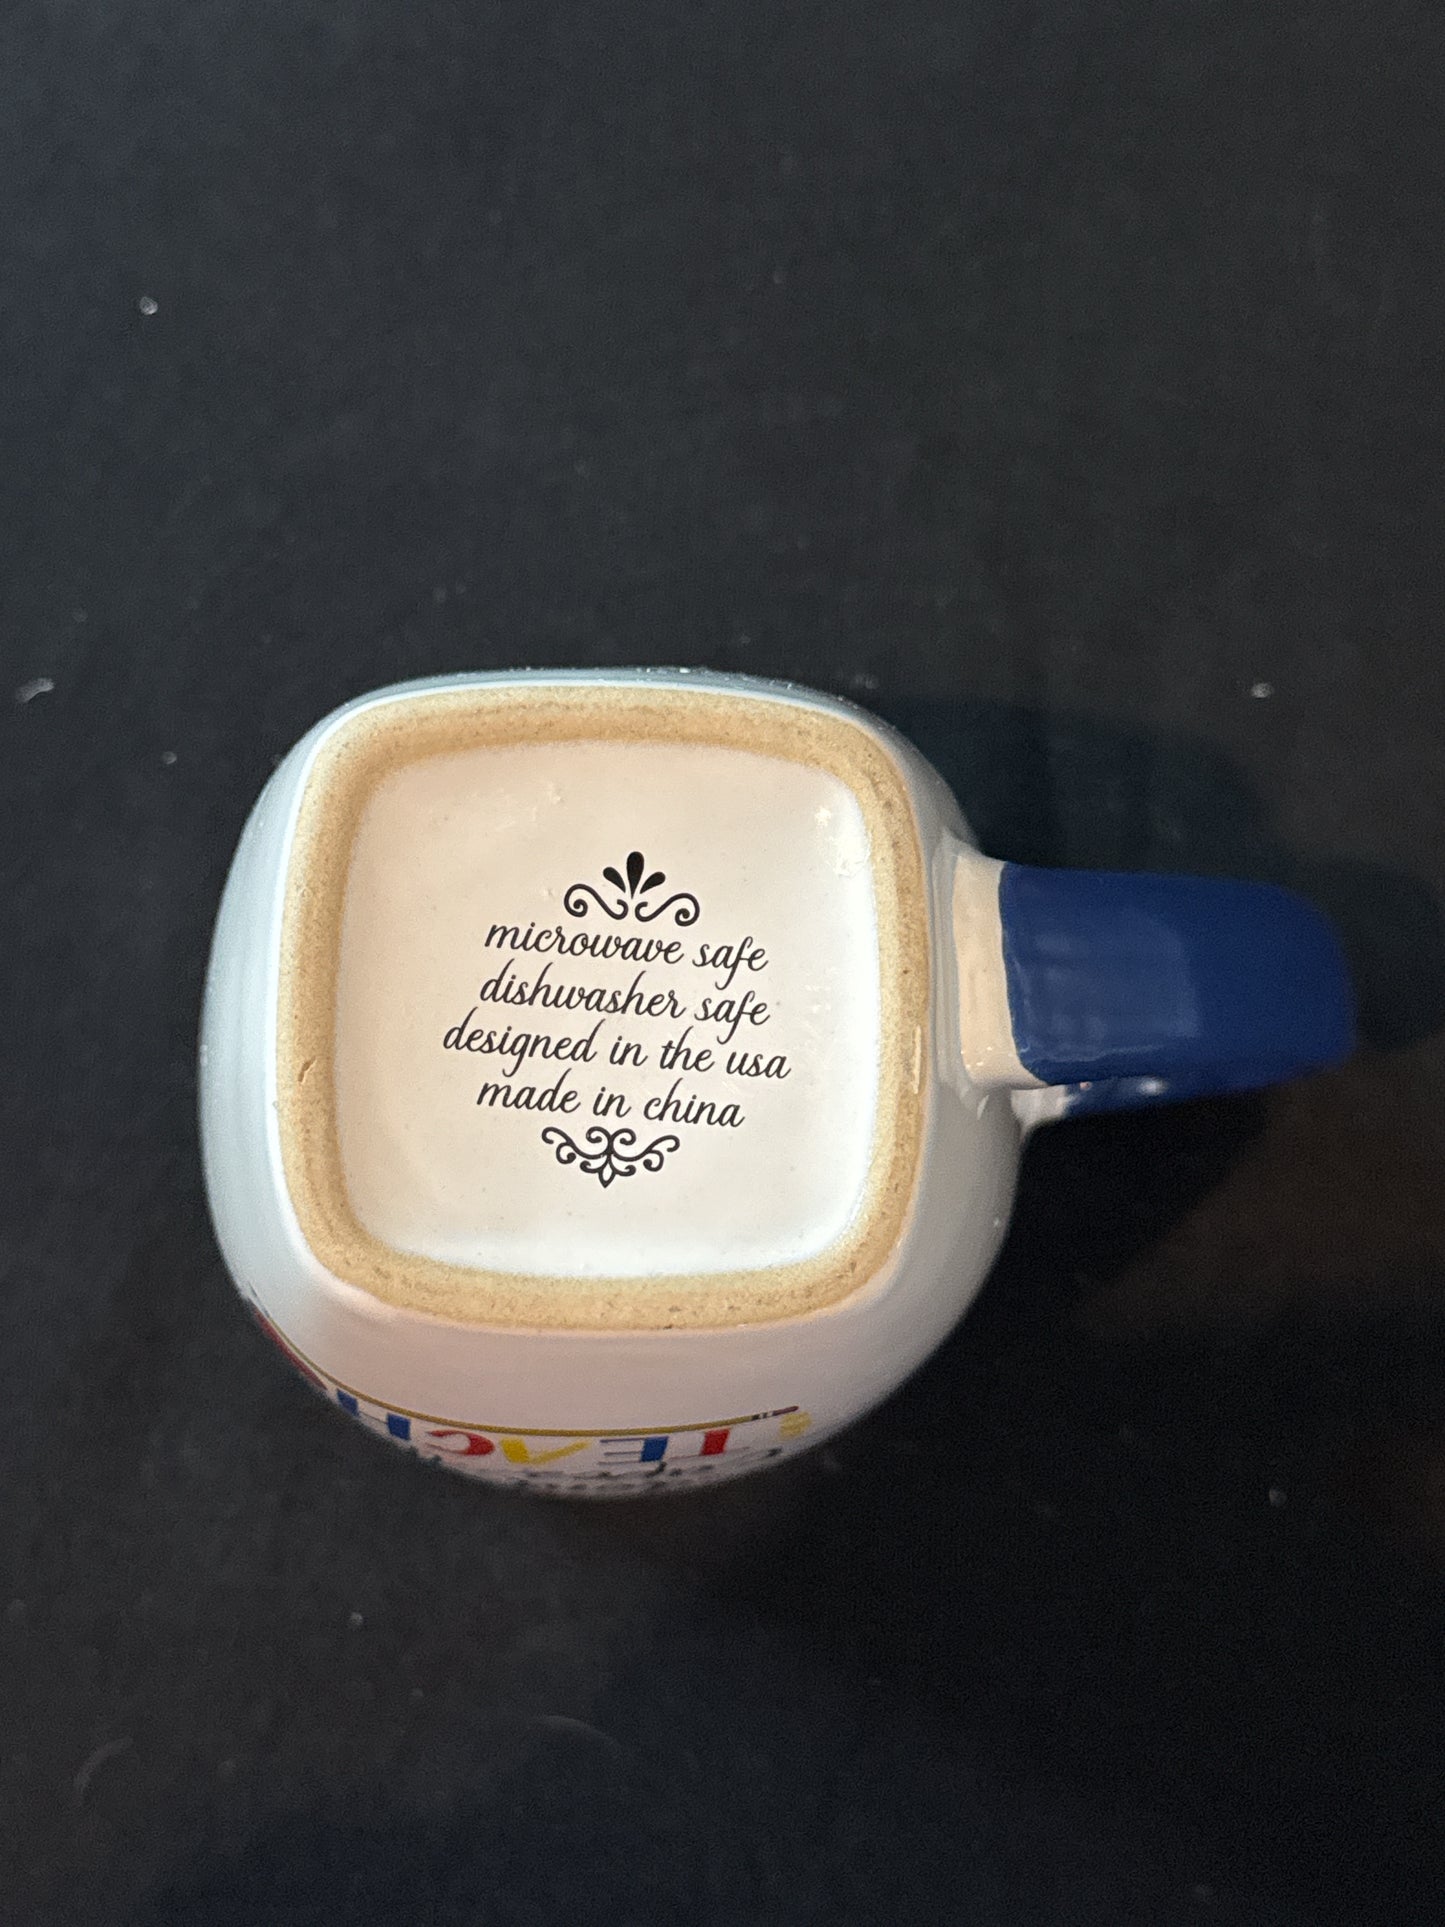 microwave safe
dishwasher safe
designed in the usa
made in china